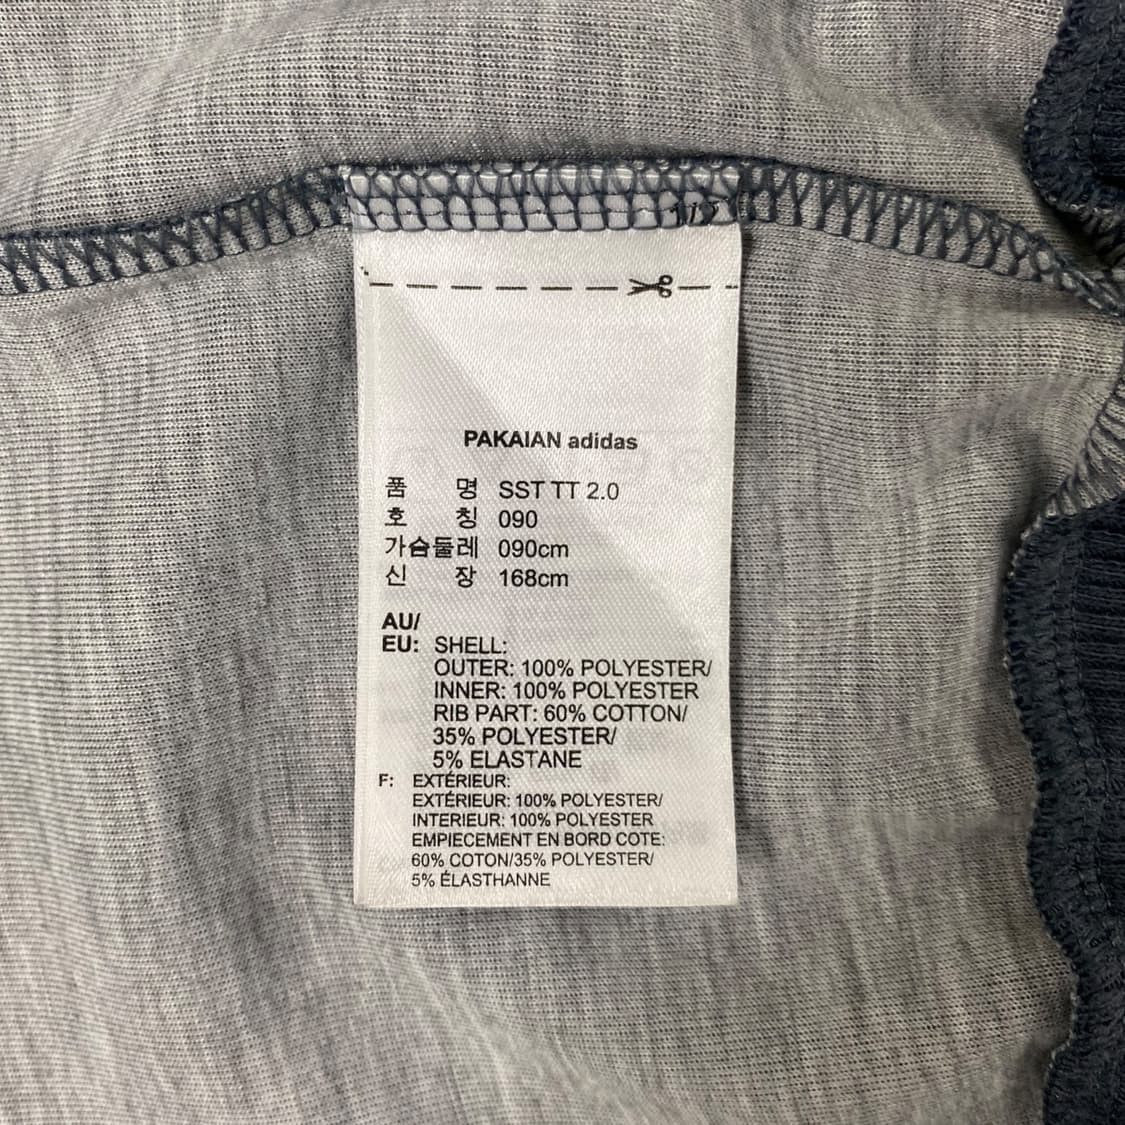 PAKAIAN adidas
품 명 SST TT 2.0
호 칭 090
가슴둘레 090cm
신 장 168cm
AU/
EU: SHELL:
OUTER: 100% POLYESTER/
INNER: 100% POLYESTER
RIB PART: 60% COTTON/
35% POLYESTER/
5% ELASTANE
F: EXTÉRIEUR:
EXTÉRIEUR: 100% POLYESTER/
INTERIEUR: 100% POLYESTER
EMPIECEMENT EN BORD COTE:
60% COTON/35% POLYESTER/
5% ÉLASTHANNE